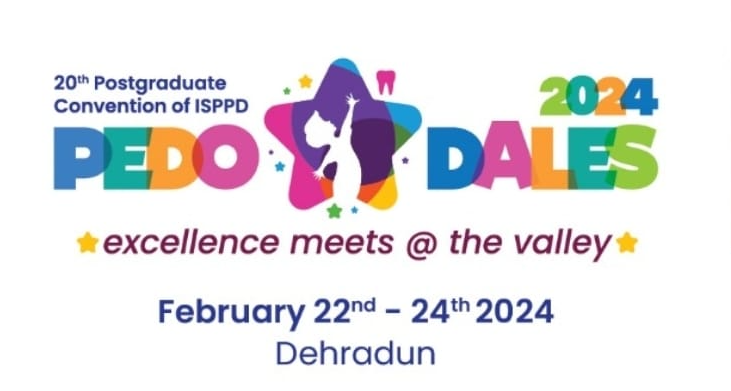 20th Postgraduate
Convention of ISPPD
2024
PEDO DALES
excellence meets @ the valley
February 22nd - 24th 2024
Dehradun